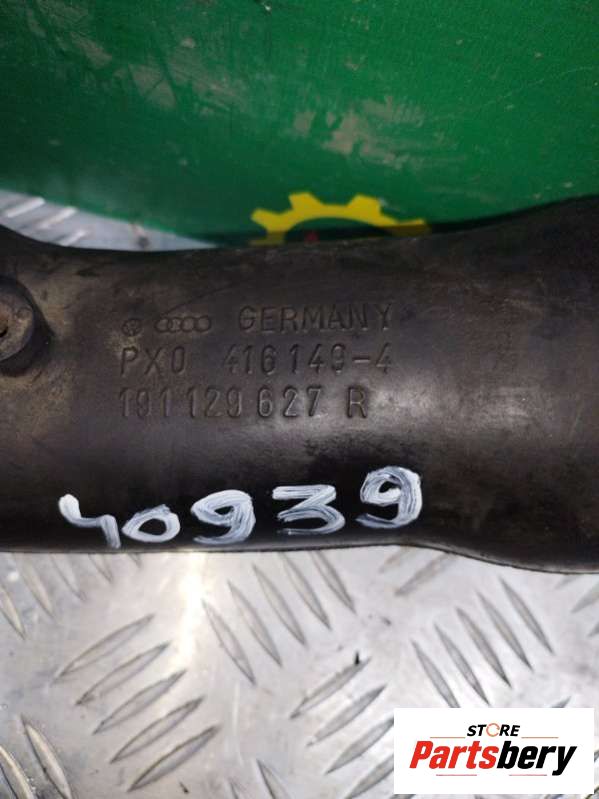 GERMANY
PX0 416149-4
191 129 627 R
40939
STORE
Partsbery